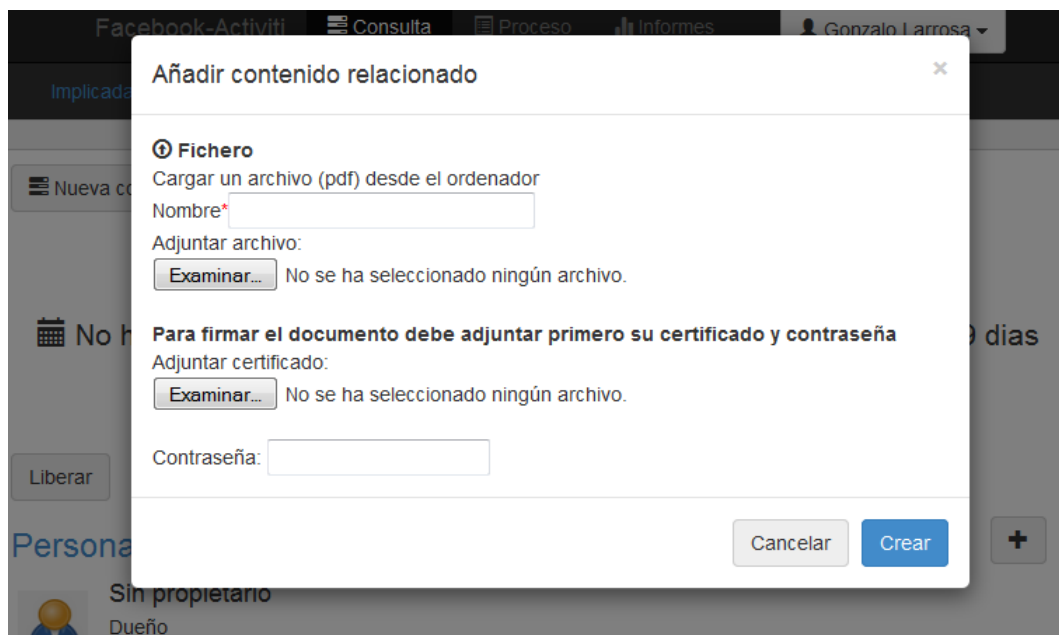 Facebook-Activiti Consulta Proceso Informes Gonzalo Larrosa
Implicada
Añadir contenido relacionado ×
Fichero
Cargar un archivo (pdf) desde el ordenador
Nombre*
Adjuntar archivo:
Examinar... No se ha seleccionado ningún archivo.
Para firmar el documento debe adjuntar primero su certificado y contraseña
Adjuntar certificado:
Examinar... No se ha seleccionado ningún archivo.
Contraseña:
Cancelar Crear
Nueva co
No h 9 dias
Liberar
Persona
Sin propietario
Dueño